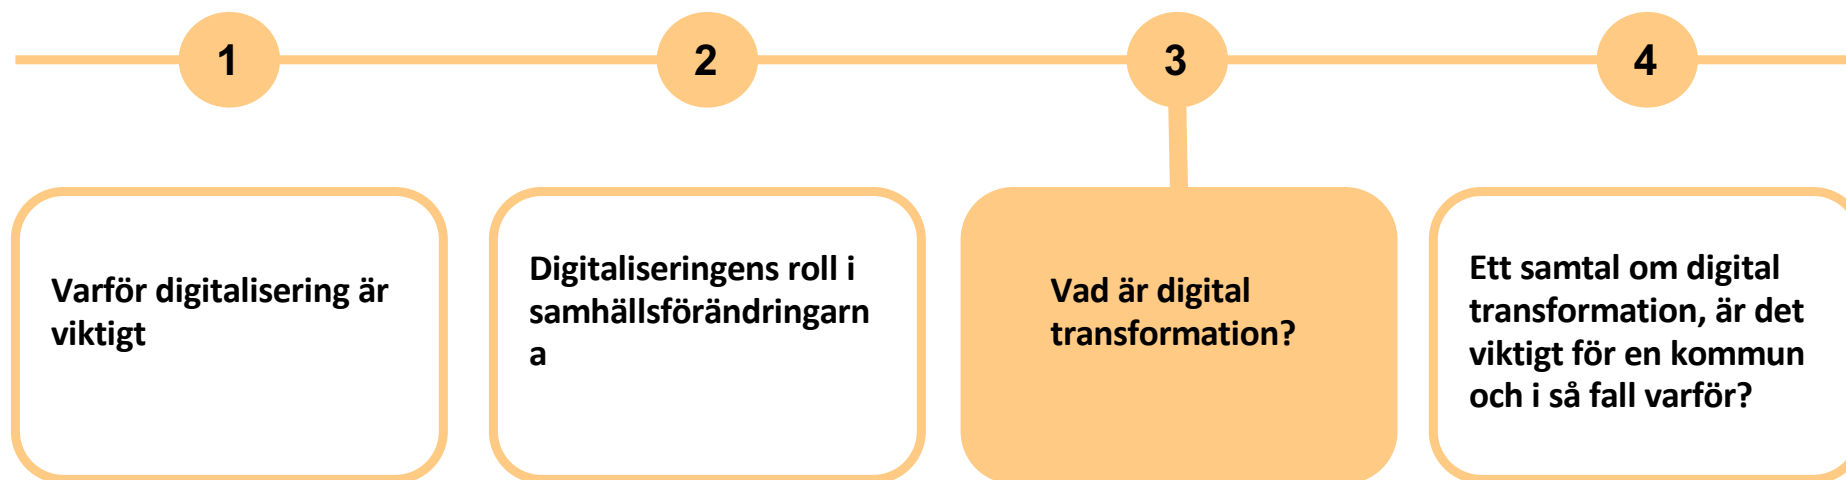 1
2
3
4
Varför digitalisering är
viktigt
Digitaliseringens roll i
samhällsförändringarn
a
Vad är digital
transformation?
Ett samtal om digital
transformation, är det
viktigt för en kommun
och i så fall varför?